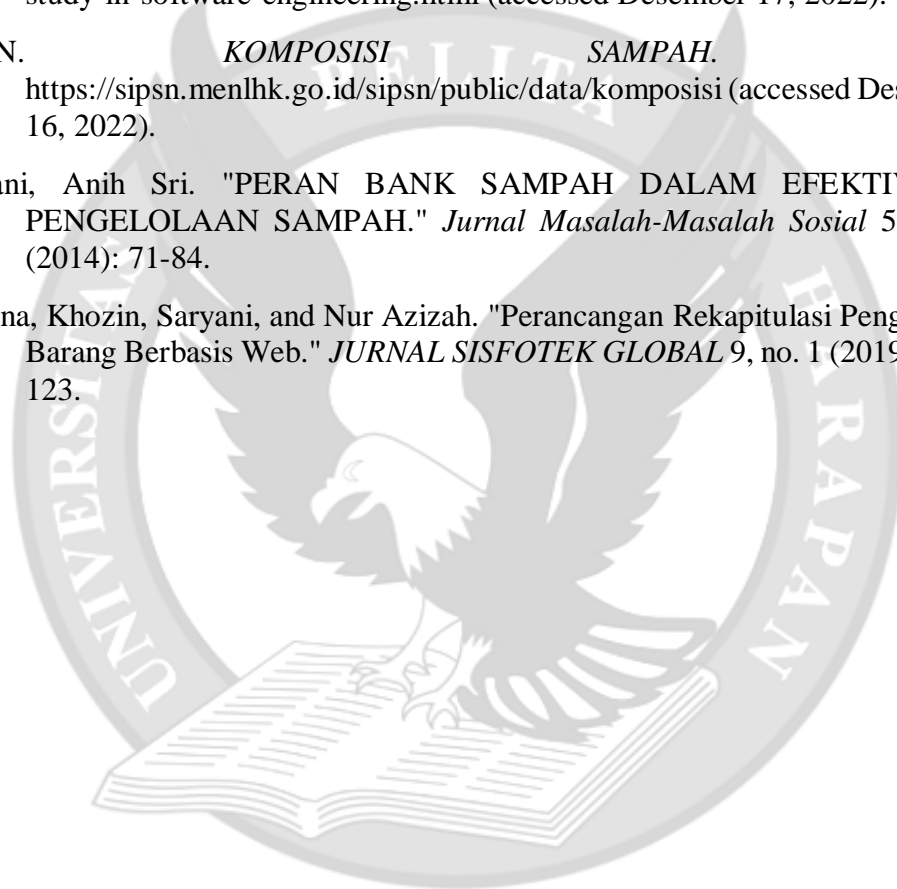 study-in-software-engineering.html (accessed Desember 17, 2022).
N. KOMPOSISI SAMPAH.
https://sipsn.menlhk.go.id/sipsn/public/data/komposisi (accessed Des
16, 2022).
ani, Anih Sri. "PERAN BANK SAMPAH DALAM EFEKTIV
PENGELOLAAN SAMPAH." Jurnal Masalah-Masalah Sosial 5
(2014): 71-84.
na, Khozin, Saryani, and Nur Azizah. "Perancangan Rekapitulasi Peng
Barang Berbasis Web." JURNAL SISFOTEK GLOBAL 9, no. 1 (2019
123.
UNIVERSITAS PELITA HARAPAN